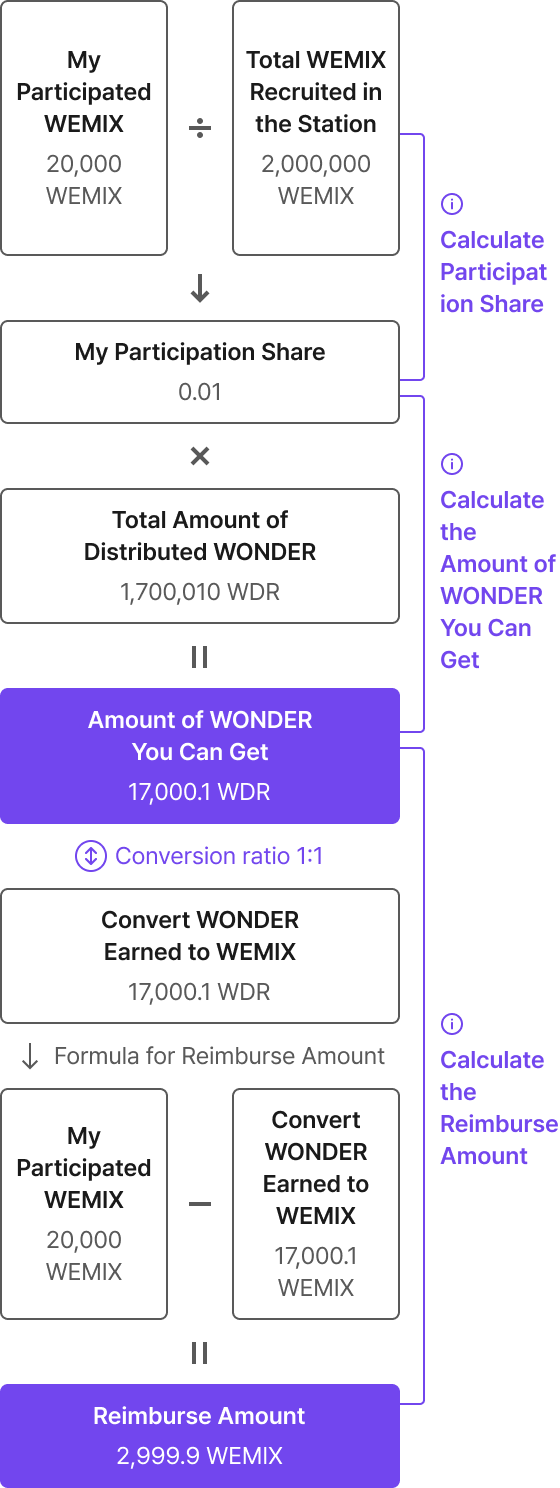 My
Participated
WEMIX
20,000
WEMIX
÷
Total WEMIX
Recruited in
the Station
2,000,000
WEMIX
Calculate
Participat
ion Share
My Participation Share
0.01
×
Total Amount of
Distributed WONDER
1,700,010 WDR
Calculate
the
Amount of
WONDER
You Can
Get
Amount of WONDER
You Can Get
17,000.1 WDR
Conversion ratio 1:1
Convert WONDER
Earned to WEMIX
17,000.1 WDR
Formula for Reimburse Amount
My
Participated
WEMIX
20,000
WEMIX
−
Convert
WONDER
Earned to
WEMIX
17,000.1
WEMIX
Calculate
the
Reimburse
Amount
Reimburse Amount
2,999.9 WEMIX